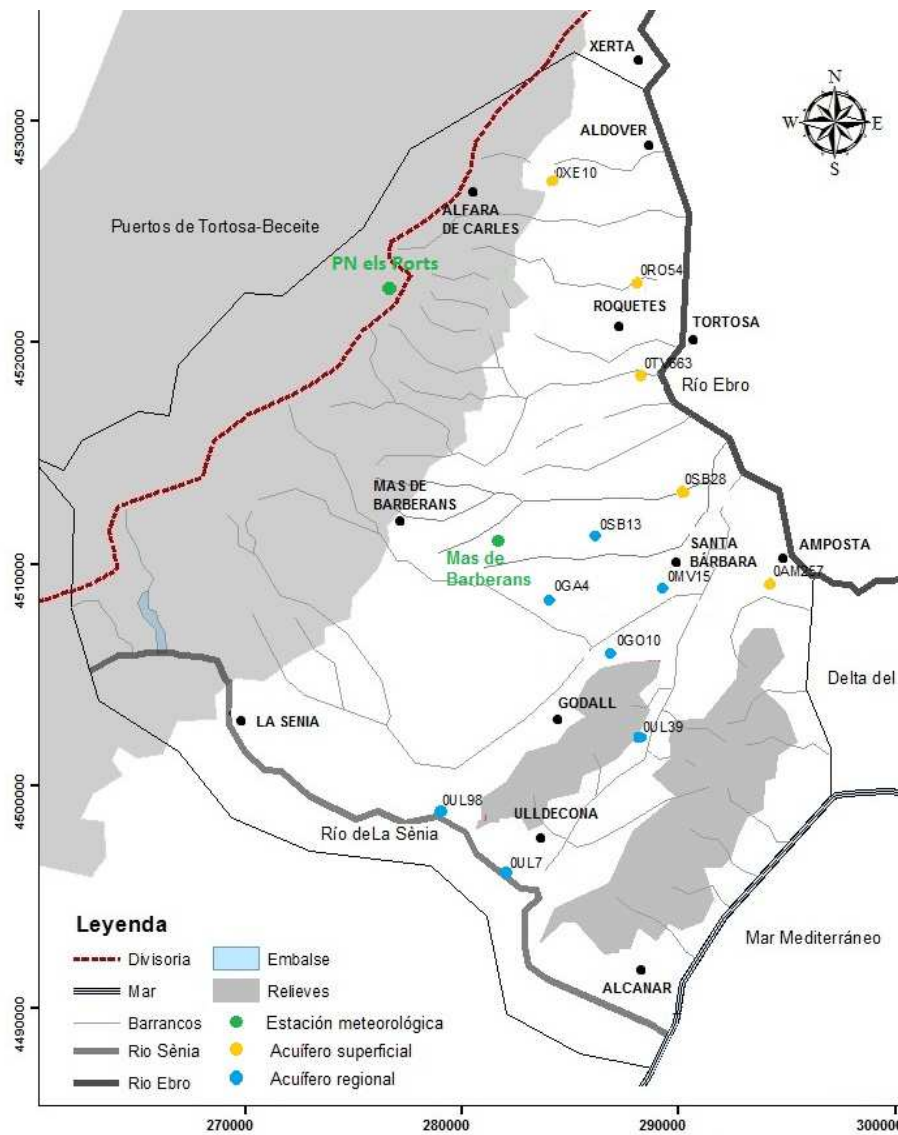 XERTA
N
W
E
S
ALDOVER
4530000
0XE10
ALFARA
DE CARLES
Puertos de Tortosa-Beceite
PN els Ports
0RO54
ROQUETES
TORTOSA
4520000
0TV663
Río Ebro
MAS DE
BARBERANS
0SB28
0SB13
SANTA
BÁRBARA
AMPOSTA
Mas de
Barberans
4510000
0GA4
0MV15
0AM257
0GO10
Delta del
LA SENIA
GODALL
0UL39
4500000
0UL98
Río deLa Sènia
ULLDECONA
0UL7
Mar Mediterráneo
ALCANAR
4490000
Leyenda
Divisoria
Embalse
Mar
Relieves
Barrancos
Estación meteorológica
Rio Sènia
Acuífero superficial
Rio Ebro
Acuífero regional
270000
280000
290000
300000